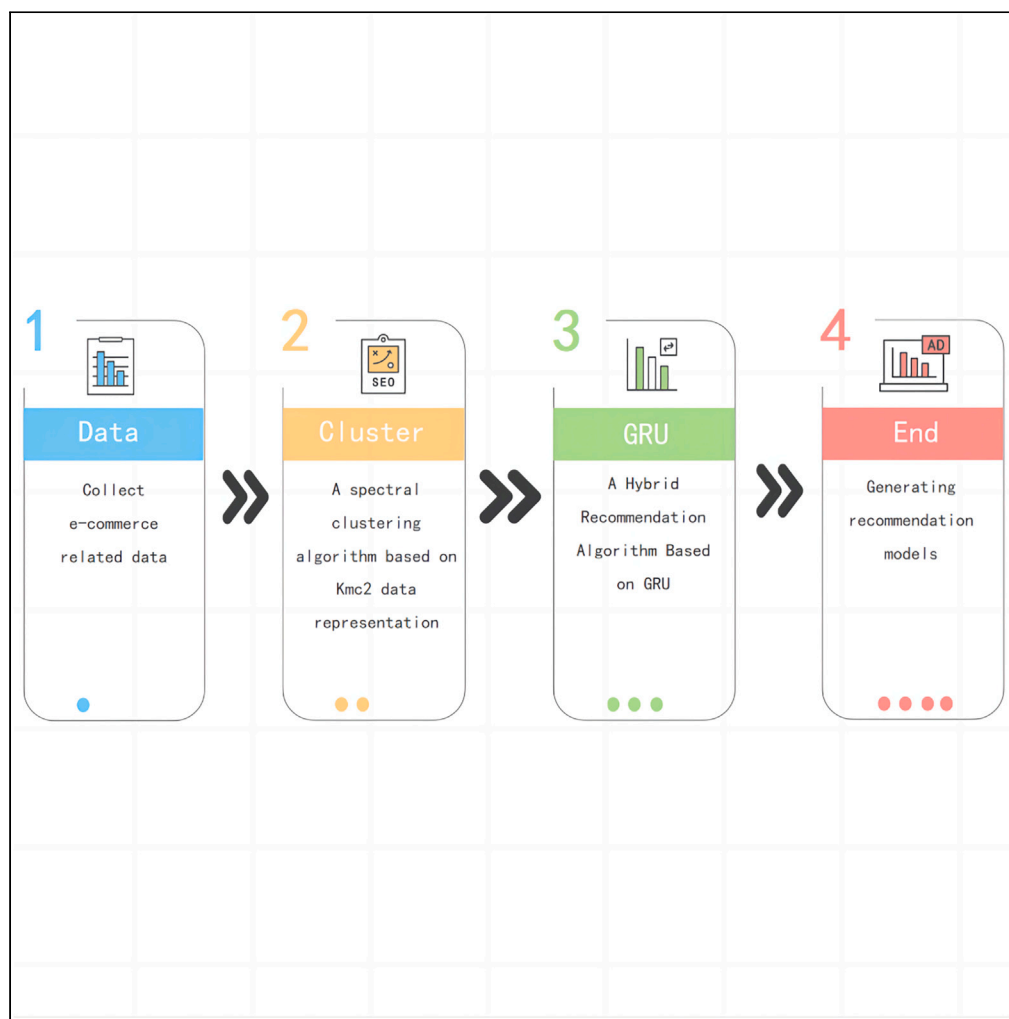 1
Data
Collect
e-commerce
related data
2
SEO
Cluster
A spectral
clustering
algorithm based on
Kmc2 data
representation
3
GRU
A Hybrid
Recommendation
Algorithm Based
on GRU
4
AD
End
Generating
recommendation
models